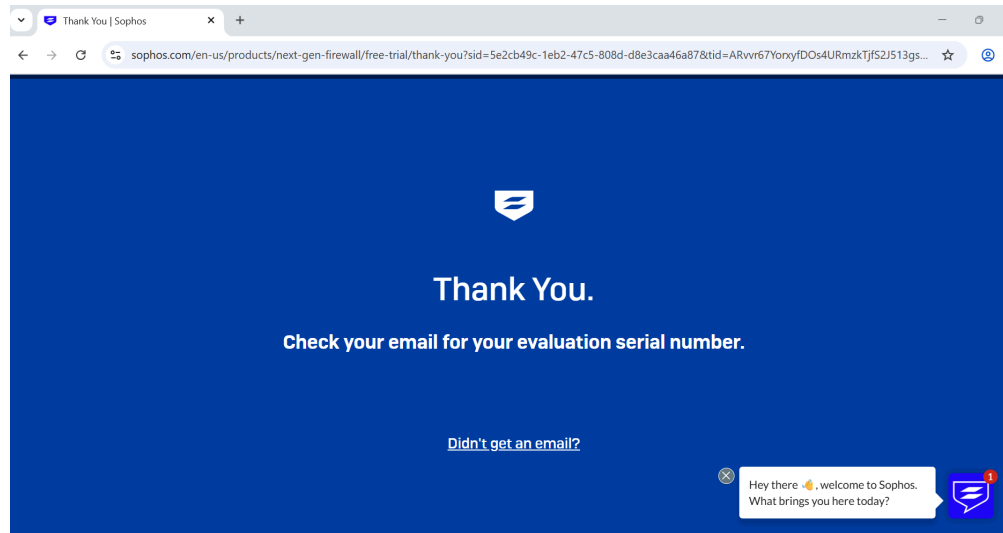 Thank You | Sophos
sophos.com/en-us/products/next-gen-firewall/free-trial/thank-you?sid=5e2cb49c-1eb2-47c5-808d-d8e3caa46a87&tid=ARvvr67YorxyfDOs4URmzkTjfS2J513gs...
Thank You.
Check your email for your evaluation serial number.
Didn't get an email?
1
Hey there 👋, welcome to Sophos.
What brings you here today?